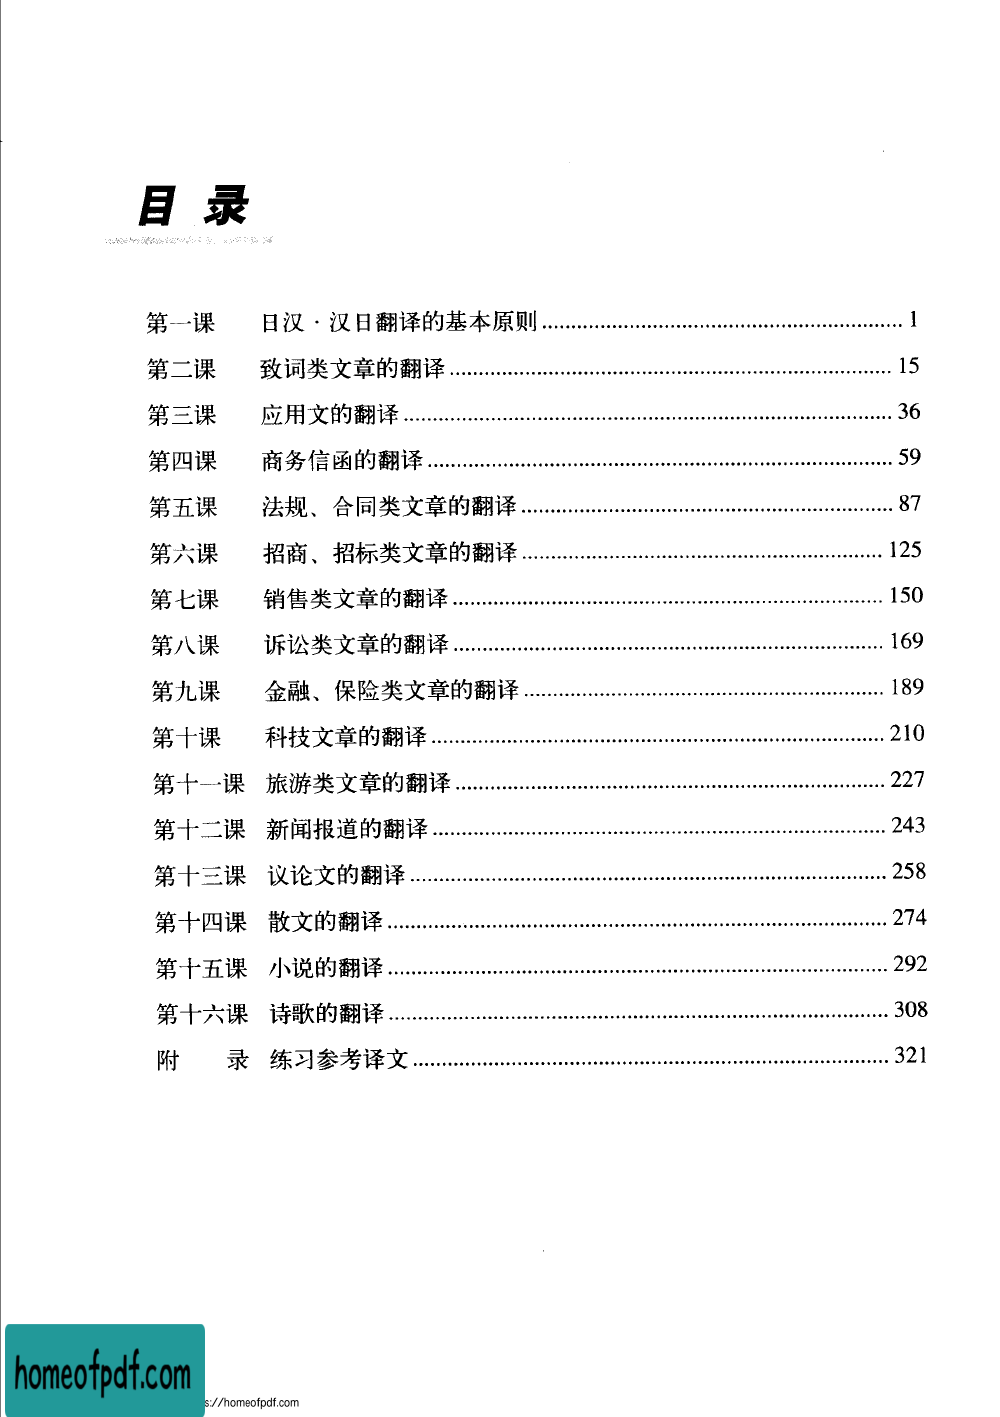 目 录
第一课 日汉·汉日翻译的基本原则 1
第二课 致词类文章的翻译 15
第三课 应用文的翻译 36
第四课 商务信函的翻译 59
第五课 法规、合同类文章的翻译 87
第六课 招商、招标类文章的翻译 125
第七课 销售类文章的翻译 150
第八课 诉讼类文章的翻译 169
第九课 金融、保险类文章的翻译 189
第十课 科技文章的翻译 210
第十一课 旅游类文章的翻译 227
第十二课 新闻报道的翻译 243
第十三课 议论文的翻译 258
第十四课 散文的翻译 274
第十五课 小说的翻译 292
第十六课 诗歌的翻译 308
附 录 练习参考译文 321
homeofpdf.com
s://homeofpdf.com